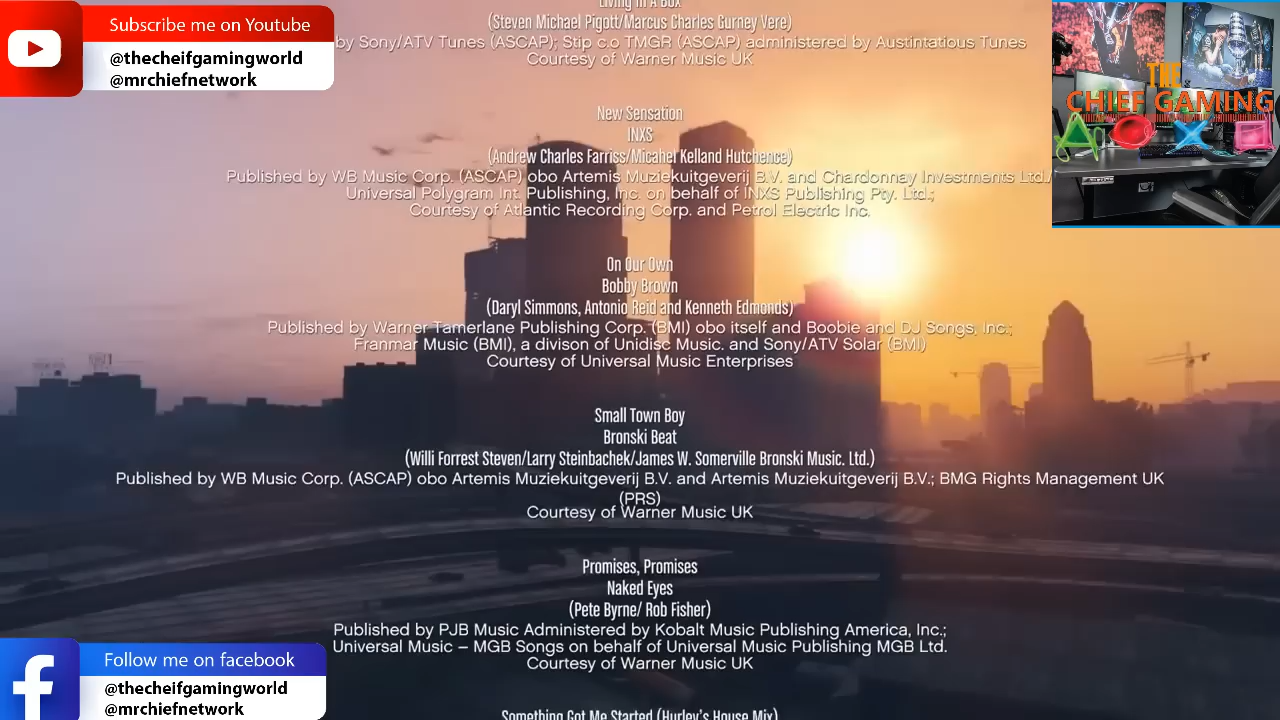 Subscribe me on Youtube
@thecheifgamingworld
@mrchiefnetwork
Living In A Box
(Steven Michael Pigott/Marcus Charles Gurney Vere)
by Sony/ATV Tunes (ASCAP); Stip c.o TMGR (ASCAP) administered by Austintatious Tunes
Courtesy of Warner Music UK
THE
CHIEF GAMING
New Sensation
INXS
(Andrew Charles Farriss/Micahel Kelland Hutchence)
Published by WB Music Corp. (ASCAP) obo Artemis Muziekuitgeverij B.V. and Chardonnay Investments Ltd./
Universal Polygram Int. Publishing, Inc. on behalf of INXS Publishing Pty. Ltd.;
Courtesy of Atlantic Recording Corp. and Petrol Electric Inc.
On Our Own
Bobby Brown
(Daryl Simmons, Antonio Reid and Kenneth Edmonds)
Published by Warner Tamerlane Publishing Corp. (BMI) obo itself and Boobie and DJ Songs, Inc.;
Franmar Music (BMI), a divison of Unidisc Music. and Sony/ATV Solar (BMI)
Courtesy of Universal Music Enterprises
Small Town Boy
Bronski Beat
(Willi Forrest Steven/Larry Steinbachek/James W. Somerville Bronski Music. Ltd.)
Published by WB Music Corp. (ASCAP) obo Artemis Muziekuitgeverij B.V. and Artemis Muziekuitgeverij B.V.; BMG Rights Management UK
(PRS)
Courtesy of Warner Music UK
Promises, Promises
Naked Eyes
(Pete Byrne/ Rob Fisher)
Published by PJB Music Administered by Kobalt Music Publishing America, Inc.;
Universal Music – MGB Songs on behalf of Universal Music Publishing MGB Ltd.
Courtesy of Warner Music UK
Follow me on facebook
@thecheifgamingworld
@mrchiefnetwork
Something Got Me Started (Hurley's House Mix)